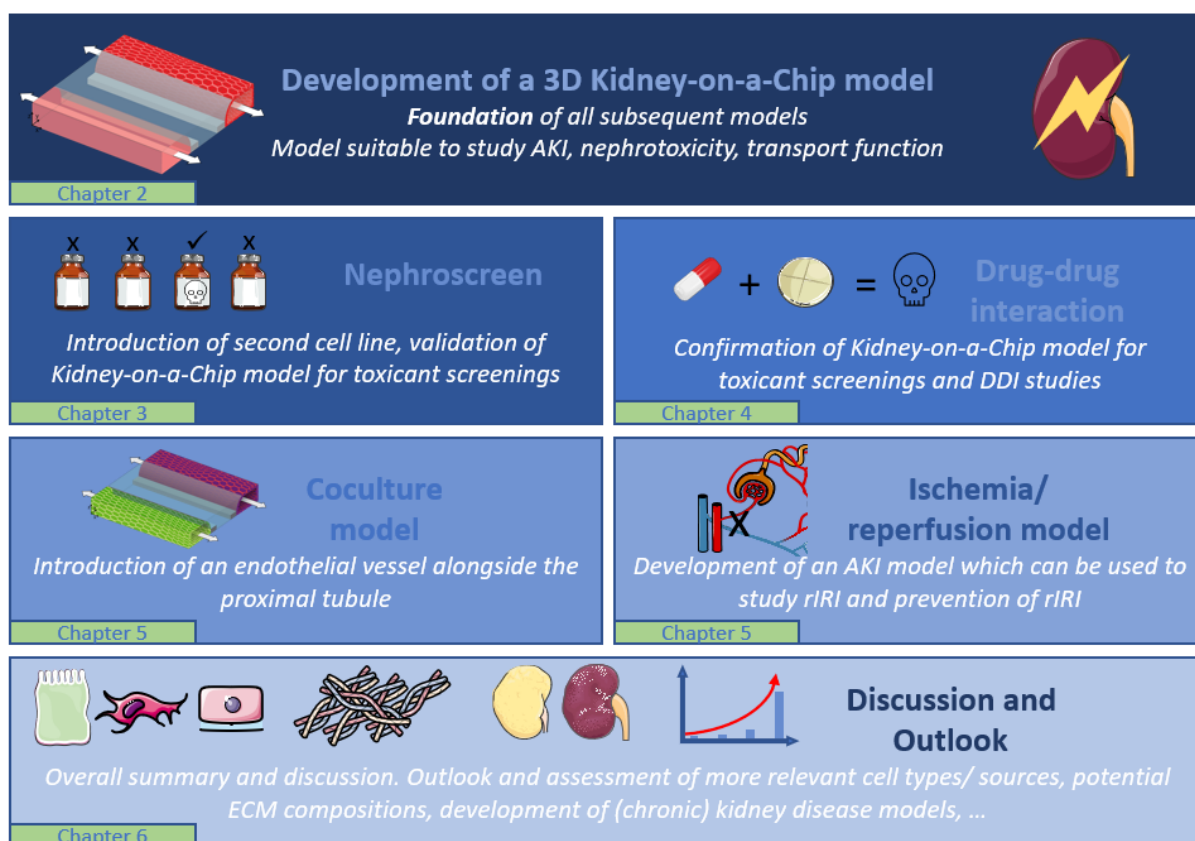 Development of a 3D Kidney-on-a-Chip model
Foundation of all subsequent models
Model suitable to study AKI, nephrotoxicity, transport function
Chapter 2
x x ✓ x
Nephroscreen
Introduction of second cell line, validation of
Kidney-on-a-Chip model for toxicant screenings
Chapter 3
+ =
Drug-drug
interaction
Confirmation of Kidney-on-a-Chip model for
toxicant screenings and DDI studies
Chapter 4
Coculture
model
Introduction of an endothelial vessel alongside the
proximal tubule
Chapter 5
X
Ischemia/
reperfusion model
Development of an AKI model which can be used to
study rIRI and prevention of rIRI
Chapter 5
Discussion and
Outlook
Overall summary and discussion. Outlook and assessment of more relevant cell types/ sources, potential
ECM compositions, development of (chronic) kidney disease models, ...
Chapter 6